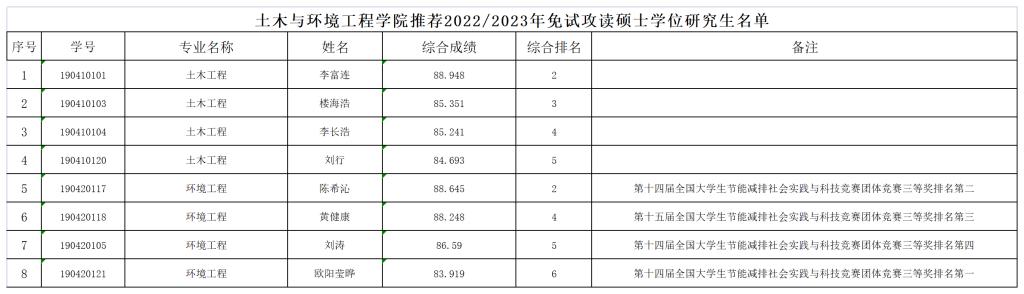 土木与环境工程学院推荐2022/2023年免试攻读硕士学位研究生名单
序号 学号 专业名称 姓名 综合成绩 综合排名 备注
1 190410101 土木工程 李富连 88.948 2
2 190410103 土木工程 楼海浩 85.351 3
3 190410104 土木工程 李长浩 85.241 4
4 190410120 土木工程 刘行 84.693 5
5 190420117 环境工程 陈希沁 88.645 2 第十四届全国大学生节能减排社会实践与科技竞赛团体竞赛三等奖排名第二
6 190420118 环境工程 黄健康 88.248 4 第十五届全国大学生节能减排社会实践与科技竞赛团体竞赛三等奖排名第三
7 190420105 环境工程 刘涛 86.59 5 第十四届全国大学生节能减排社会实践与科技竞赛团体竞赛三等奖排名第四
8 190420121 环境工程 欧阳莹晔 83.919 6 第十四届全国大学生节能减排社会实践与科技竞赛团体竞赛三等奖排名第一